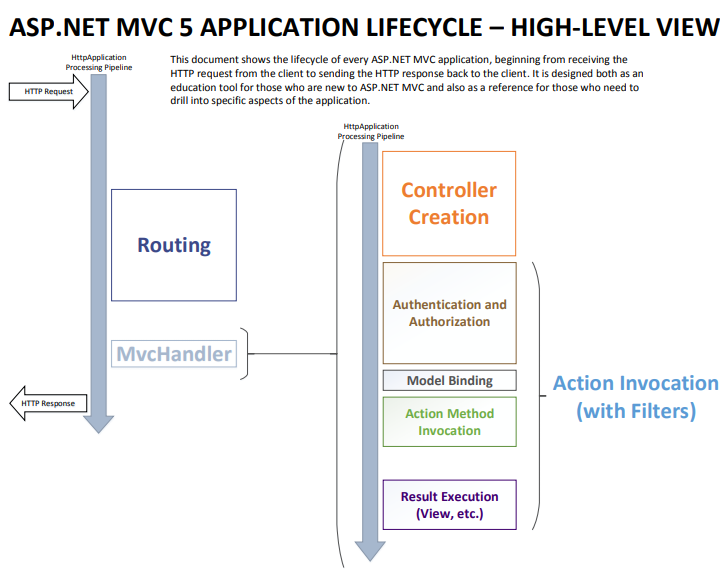 ASP.NET MVC 5 APPLICATION LIFECYCLE – HIGH-LEVEL VIEW
HttpApplication
Processing Pipeline
This document shows the lifecycle of every ASP.NET MVC application, beginning from receiving the
HTTP request from the client to sending the HTTP response back to the client. It is designed both as an
education tool for those who are new to ASP.NET MVC and also as a reference for those who need to
drill into specific aspects of the application.
HTTP Request
HttpApplication
Processing Pipeline
Controller
Creation
Routing
Authentication and
Authorization
MvcHandler
Model Binding
Action Invocation
(with Filters)
HTTP Response
Action Method
Invocation
Result Execution
(View, etc.)